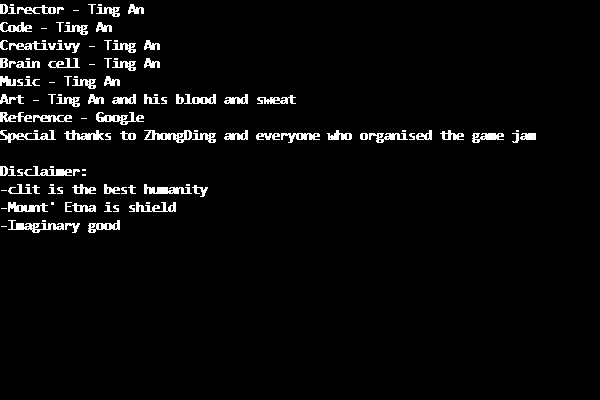 Director - Ting An
Code - Ting An
Creativivy - Ting An
Brain cell - Ting An
Music - Ting An
Art - Ting An and his blood and sweat
Reference - Google
Special thanks to ZhongDing and everyone who organised the game jam
Disclaimer:
-clit is the best humanity
-Mount' Etna is shield
-Imaginary good